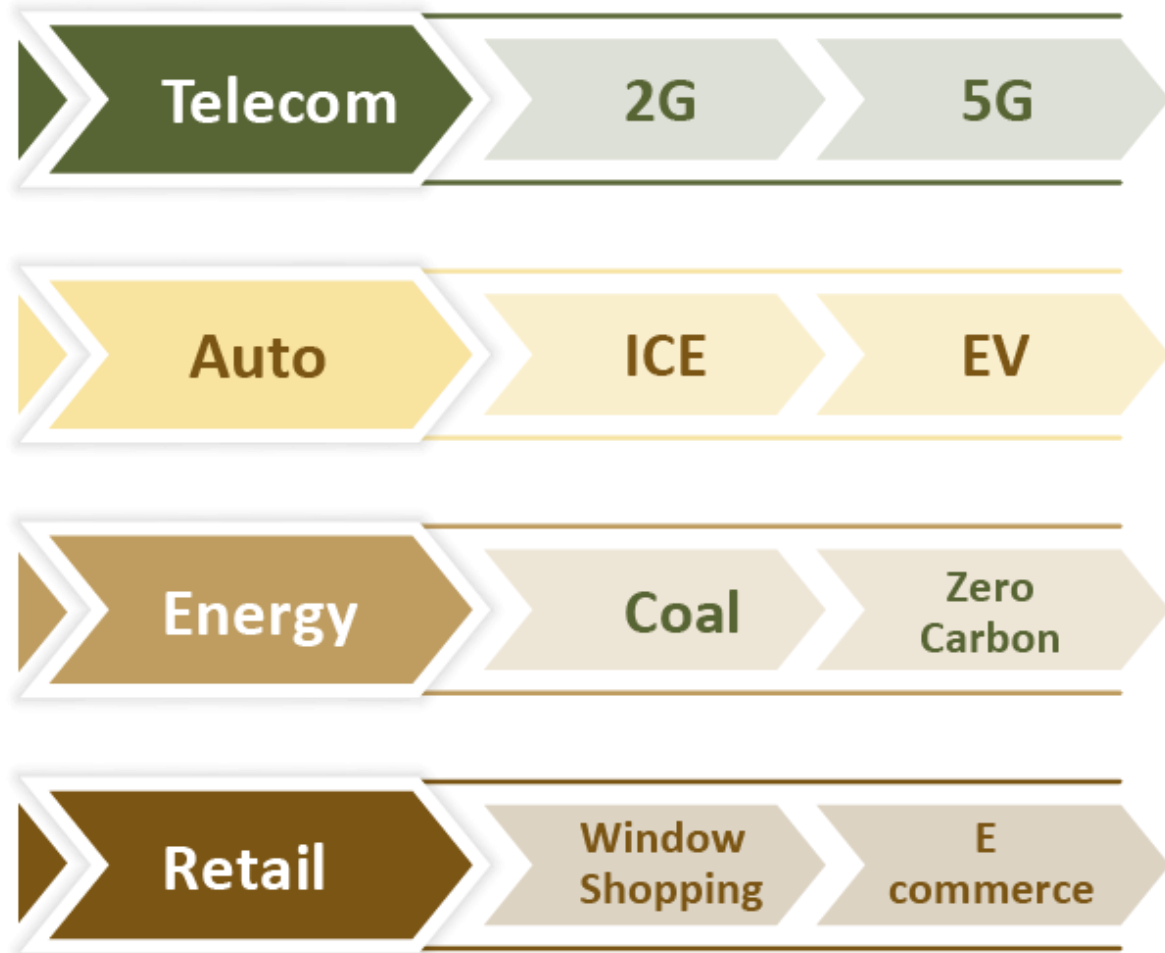 Telecom 2G 5G
Auto ICE EV
Energy Coal Zero
Carbon
Retail Window
Shopping E
commerce